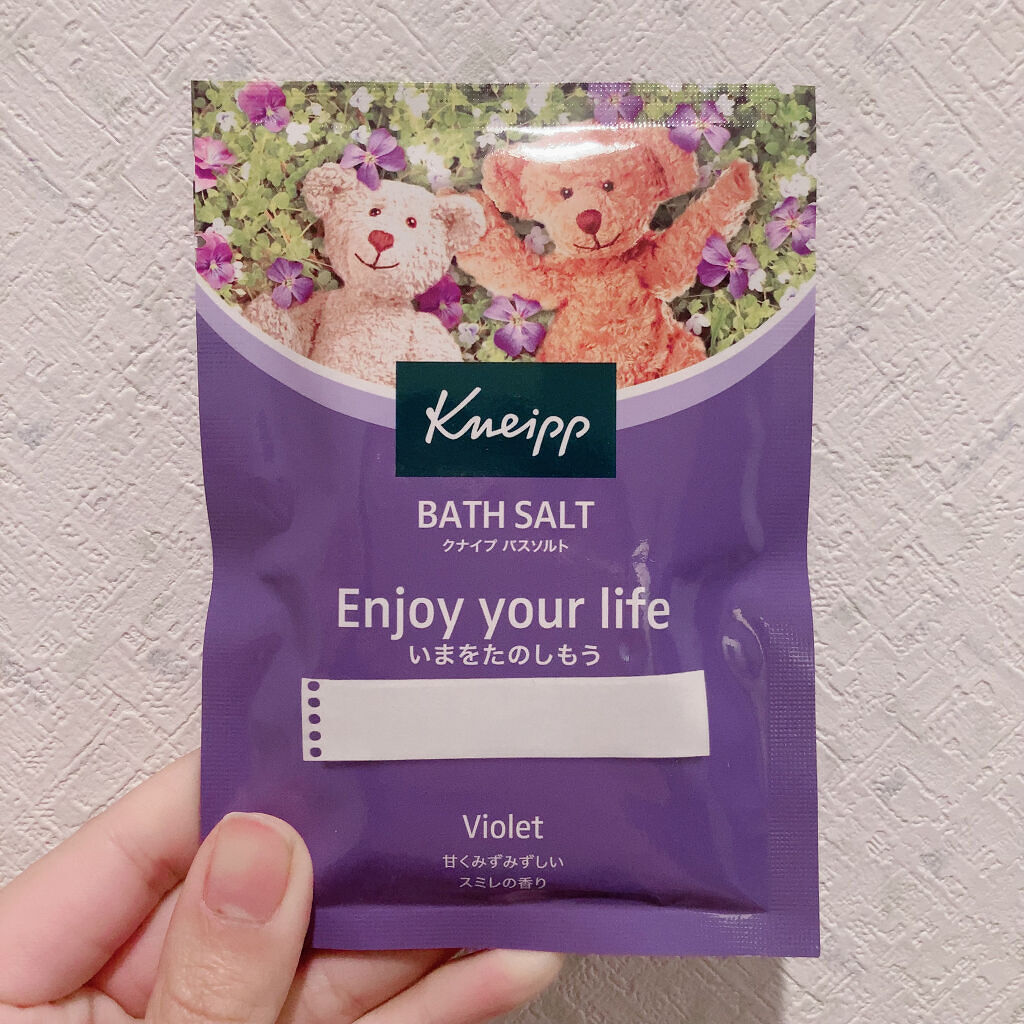 Kneipp
BATH SALT
クナイプ バスソルト
Enjoy your life
いまをたのしもう
Violet
甘くみずみずしい
スミレの香り